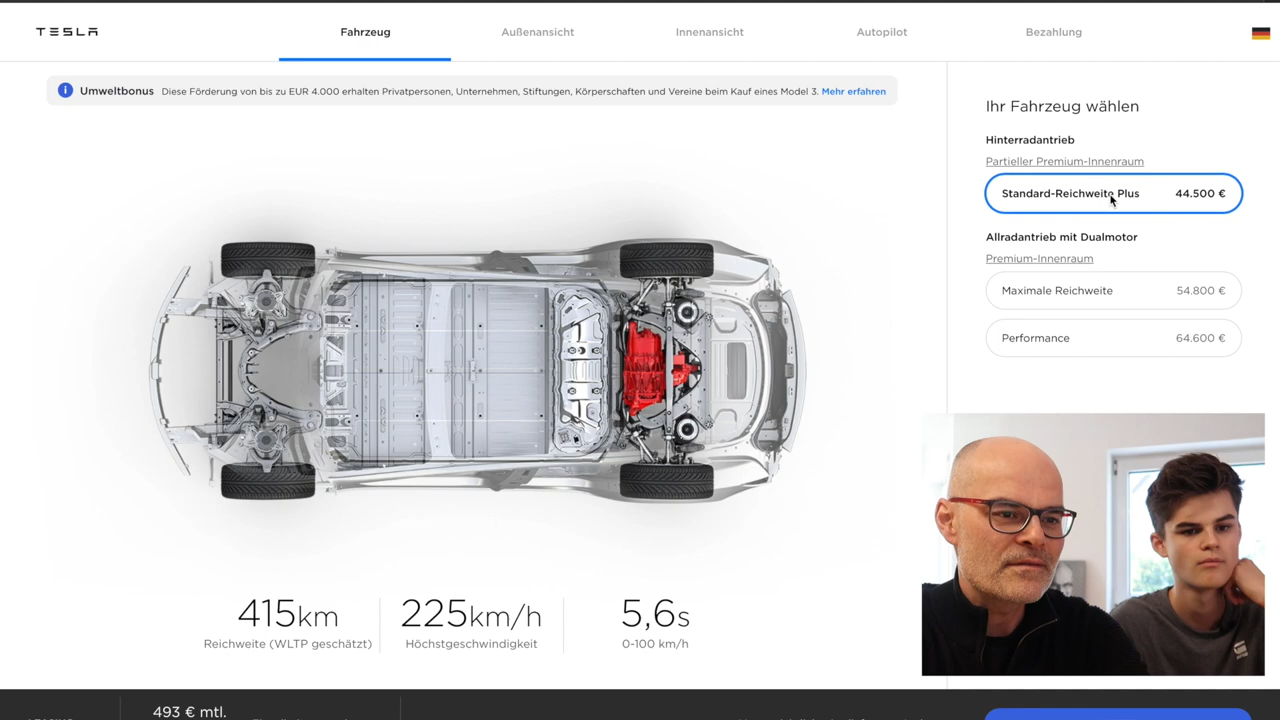 TESLA
Fahrzeug
Außenansicht
Innenansicht
Autopilot
Bezahlung
Umweltbonus Diese Förderung von bis zu EUR 4.000 erhalten Privatpersonen, Unternehmen, Stiftungen, Körperschaften und Vereine beim Kauf eines Model 3. Mehr erfahren
Ihr Fahrzeug wählen
Hinterradantrieb
Partieller Premium-Innenraum
Standard-Reichweite Plus 44.500 €
Allradantrieb mit Dualmotor
Premium-Innenraum
Maximale Reichweite 54.800 €
Performance 64.600 €
415km
Reichweite (WLTP geschätzt)
225km/h
Höchstgeschwindigkeit
5,6s
0-100 km/h
493 € mtl.